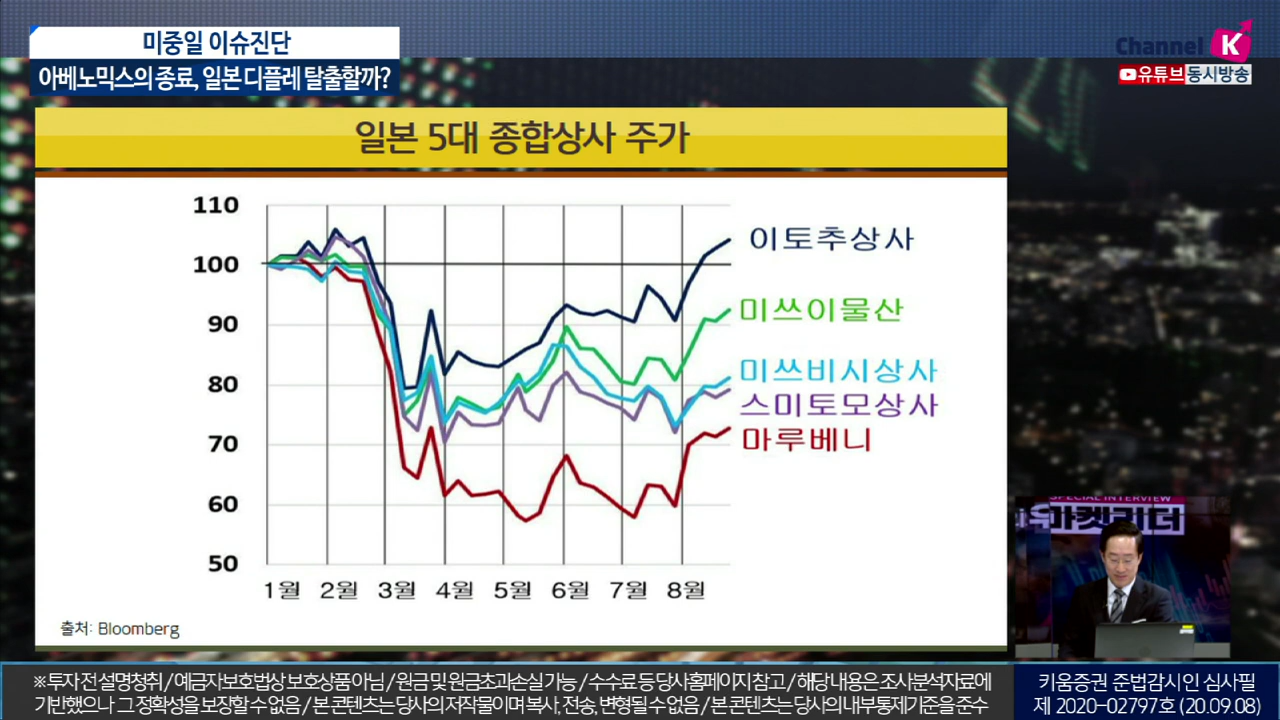 미중일 이슈진단
아베노믹스의 종료, 일본 디플레 탈출할까?
Channel K
유튜브 동시방송
일본 5대 종합상사 주가
110
100
90
80
70
60
50
1월 2월 3월 4월 5월 6월 7월 8월
이토추상사
미쓰이물산
미쓰비시상사
스미토모상사
마루베니
출처: Bloomberg
SPECIAL INTERVIEW
마켓리더
※투자 전 설명청취 / 예금자보호법상 보호상품 아님 / 원금 및 원금초과손실 가능 / 수수료 등 당사홈페이지 참고 / 해당 내용은 조사분석자료에
기반했으나 그 정확성을 보장할 수 없음 / 본 콘텐츠는 당사의 저작물이며 복사, 전송, 변형될 수 없음 / 본 콘텐츠는 당사의 내부통제기준을 준수
키움증권 준법감시인 심사필
제 2020-02797호 (20.09.08)